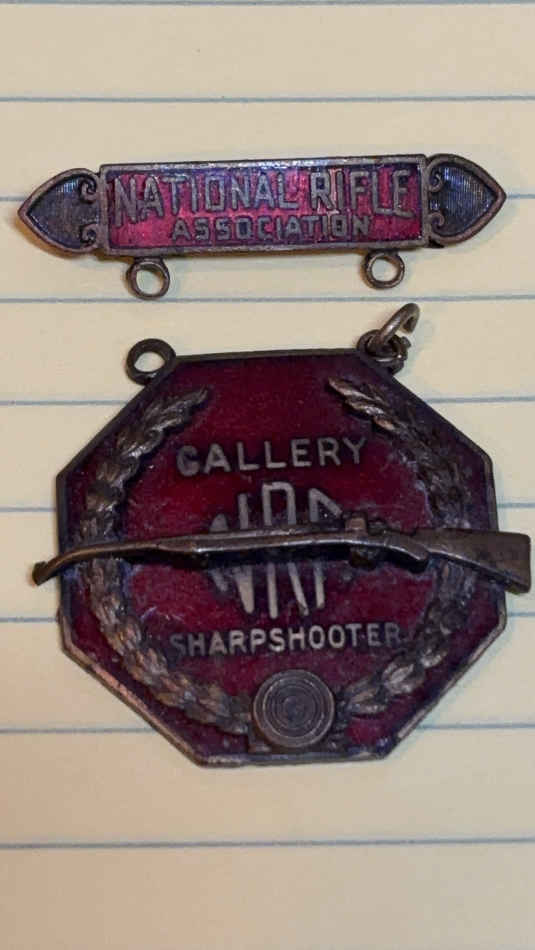 NATIONAL RIFLE
ASSOCIATION
GALLERY
NRA
SHARPSHOOTER